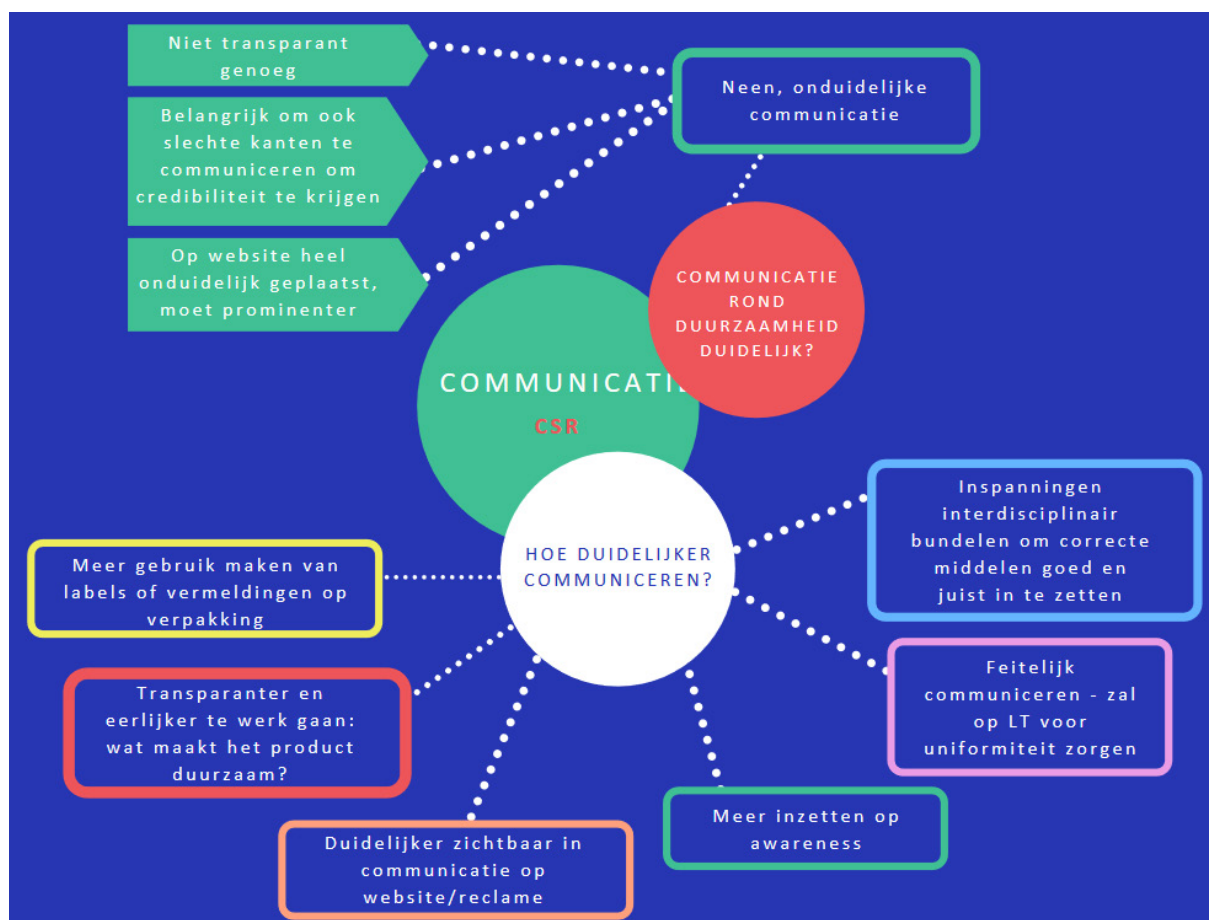 Niet transparant
genoeg
Belangrijk om ook
slechte kanten te
communiceren om
credibiliteit te krijgen
Op website heel
onduidelijk geplaatst,
moet prominenter
Neen, onduidelijke
communicatie
COMMUNICATIE
ROND
DUURZAAMHEID
DUIDELIJK?
COMMUNICATIE
CSR
HOE DUIDELIJKER
COMMUNICEREN?
Inspanningen
interdisciplinair
bundelen om correcte
middelen goed en
juist in te zetten
Meer gebruik maken van
labels of vermeldingen op
verpakking
Feitelijk
communiceren - zal
op LT voor
uniformiteit zorgen
Transparanter en
eerlijker te werk gaan:
wat maakt het product
duurzaam?
Meer inzetten op
awareness
Duidelijker zichtbaar in
communicatie op
website/reclame